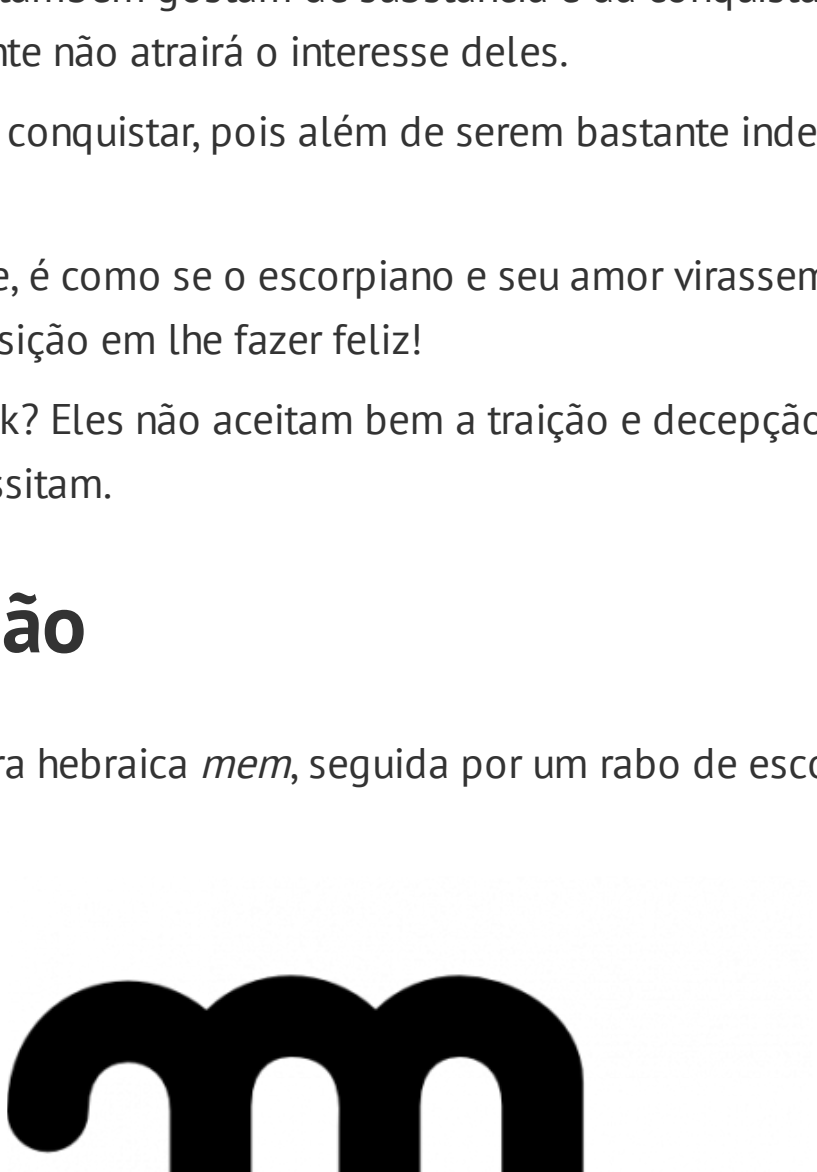 também gostam de substância e da conquista
nte não atrairá o interesse deles.
conquistar, pois além de serem bastante inde
e, é como se o escorpiano e seu amor virassem
sição em lhe fazer feliz!
k? Eles não aceitam bem a traição e decepção
ssitam.
ão
ra hebraica mem, seguida por um rabo de esco